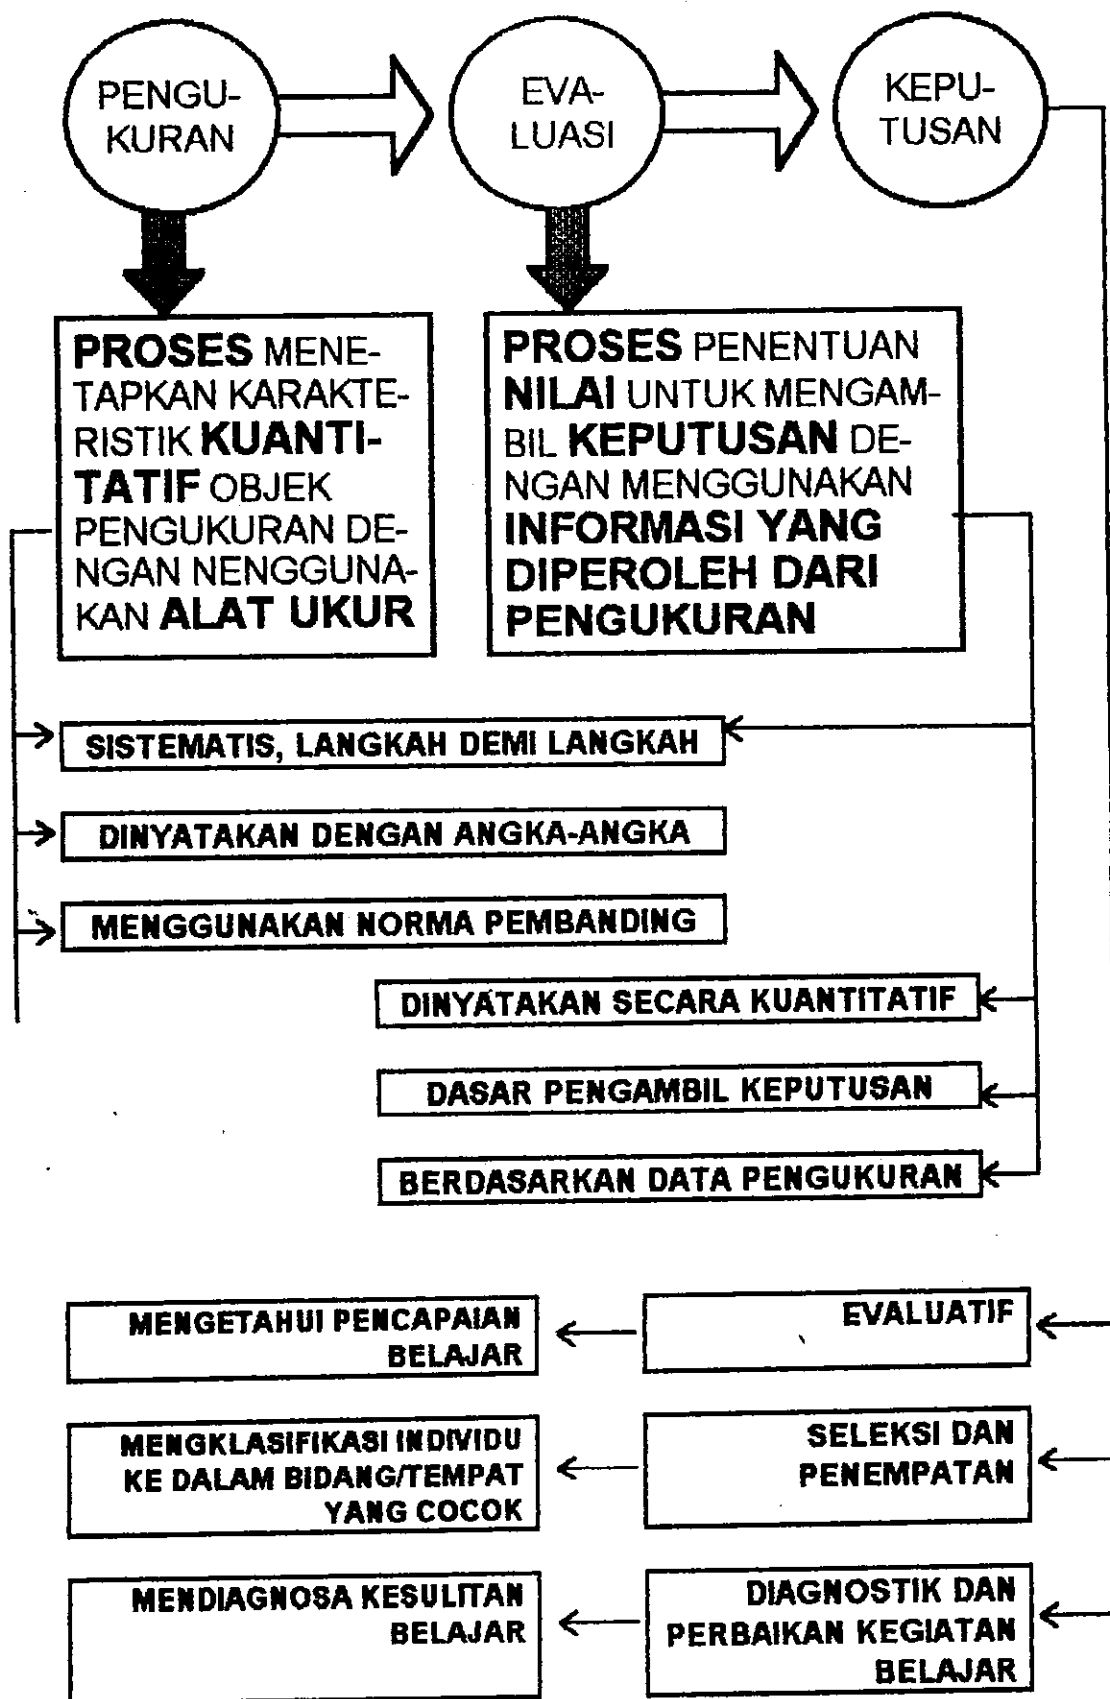 PENGU-
KURAN
EVA-
LUASI
KEPU-
TUSAN
PROSES MENE-
TAPKAN KARAKTE-
RISTIK KUANTI-
TATIF OBJEK
PENGUKURAN DE-
NGAN NENGGUNA-
KAN ALAT UKUR
PROSES PENENTUAN
NILAI UNTUK MENGAM-
BIL KEPUTUSAN DE-
NGAN MENGGUNAKAN
INFORMASI YANG
DIPEROLEH DARI
PENGUKURAN
SISTEMATIS, LANGKAH DEMI LANGKAH
DINYATAKAN DENGAN ANGKA-ANGKA
MENGGUNAKAN NORMA PEMBANDING
DINYATAKAN SECARA KUANTITATIF
DASAR PENGAMBIL KEPUTUSAN
BERDASARKAN DATA PENGUKURAN
MENGETAHUI PENCAPAIAN
BELAJAR
EVALUATIF
MENGKLASIFIKASI INDIVIDU
KE DALAM BIDANG/TEMPAT
YANG COCOK
SELEKSI DAN
PENEMPATAN
MENDIAGNOSA KESULITAN
BELAJAR
DIAGNOSTIK DAN
PERBAIKAN KEGIATAN
BELAJAR